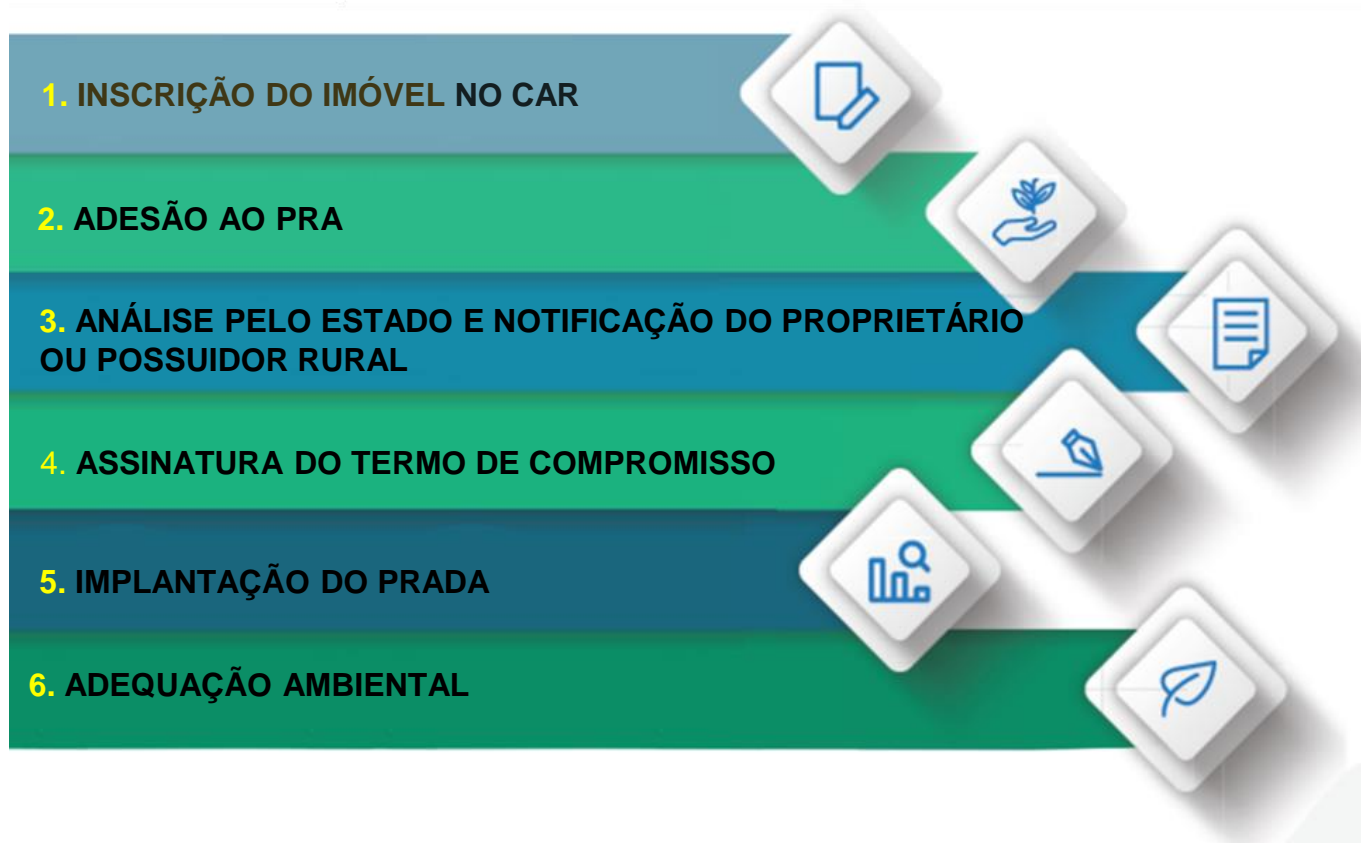 1. INSCRIÇÃO DO IMÓVEL NO CAR
2. ADESÃO AO PRA
3. ANÁLISE PELO ESTADO E NOTIFICAÇÃO DO PROPRIETÁRIO
OU POSSUIDOR RURAL
4. ASSINATURA DO TERMO DE COMPROMISSO
5. IMPLANTAÇÃO DO PRADA
6. ADEQUAÇÃO AMBIENTAL